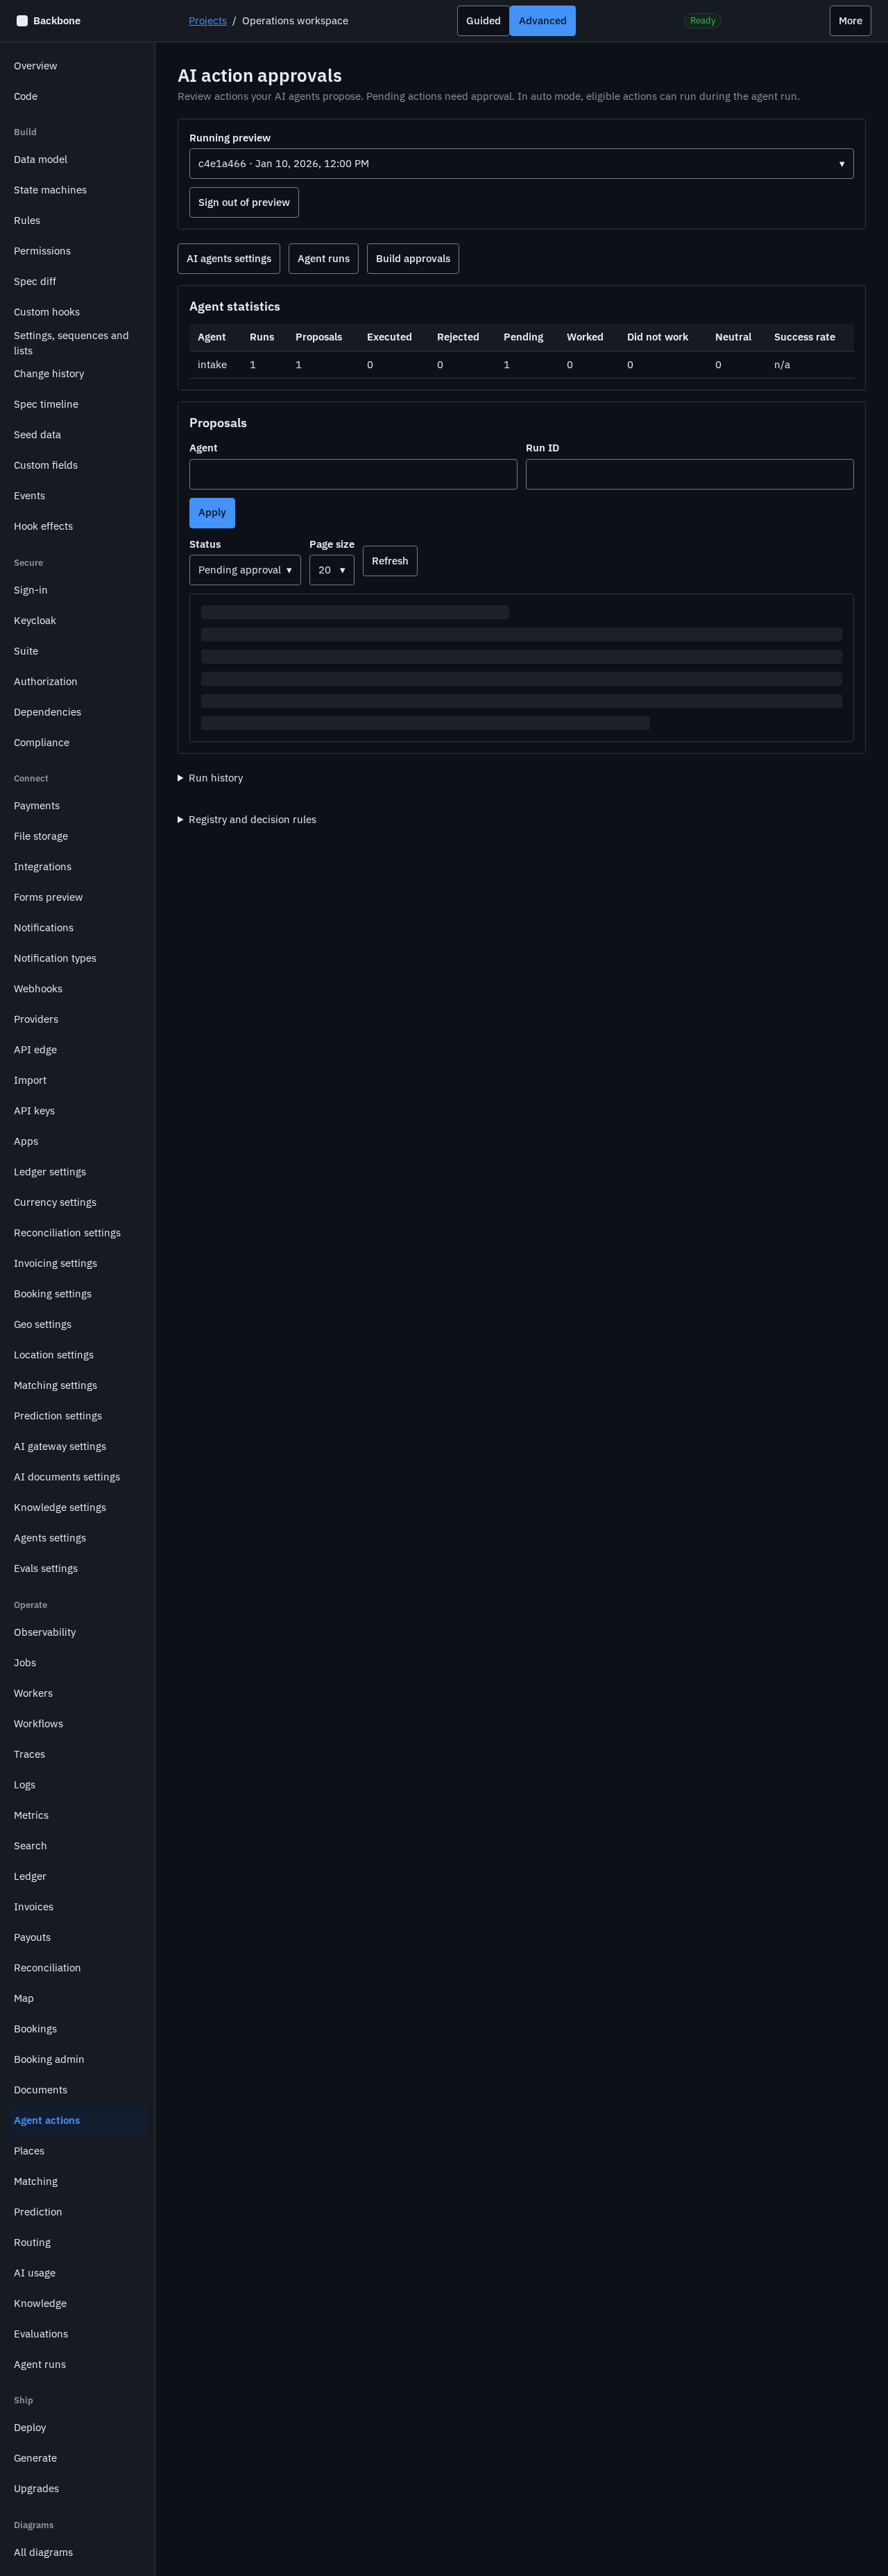 Backbone
Projects / Operations workspace
Guided
Advanced
Ready
More
Overview
Code
Build
Data model
State machines
Rules
Permissions
Spec diff
Custom hooks
Settings, sequences and
lists
Change history
Spec timeline
Seed data
Custom fields
Events
Hook effects
Secure
Sign-in
Keycloak
Suite
Authorization
Dependencies
Compliance
Connect
Payments
File storage
Integrations
Forms preview
Notifications
Notification types
Webhooks
Providers
API edge
Import
API keys
Apps
Ledger settings
Currency settings
Reconciliation settings
Invoicing settings
Booking settings
Geo settings
Location settings
Matching settings
Prediction settings
AI gateway settings
AI documents settings
Knowledge settings
Agents settings
Evals settings
Operate
Observability
Jobs
Workers
Workflows
Traces
Logs
Metrics
Search
Ledger
Invoices
Payouts
Reconciliation
Map
Bookings
Booking admin
Documents
Agent actions
Places
Matching
Prediction
Routing
AI usage
Knowledge
Evaluations
Agent runs
Ship
Deploy
Generate
Upgrades
Diagrams
All diagrams
AI action approvals
Review actions your AI agents propose. Pending actions need approval. In auto mode, eligible actions can run during the agent run.
Running preview
c4e1a466 · Jan 10, 2026, 12:00 PM
Sign out of preview
AI agents settings
Agent runs
Build approvals
Agent statistics
Agent Runs Proposals Executed Rejected Pending Worked Did not work Neutral Success rate
intake 1 1 0 0 1 0 0 0 n/a
Proposals
Agent
Run ID
Apply
Status
Page size
Pending approval
20
Refresh
Run history
Registry and decision rules